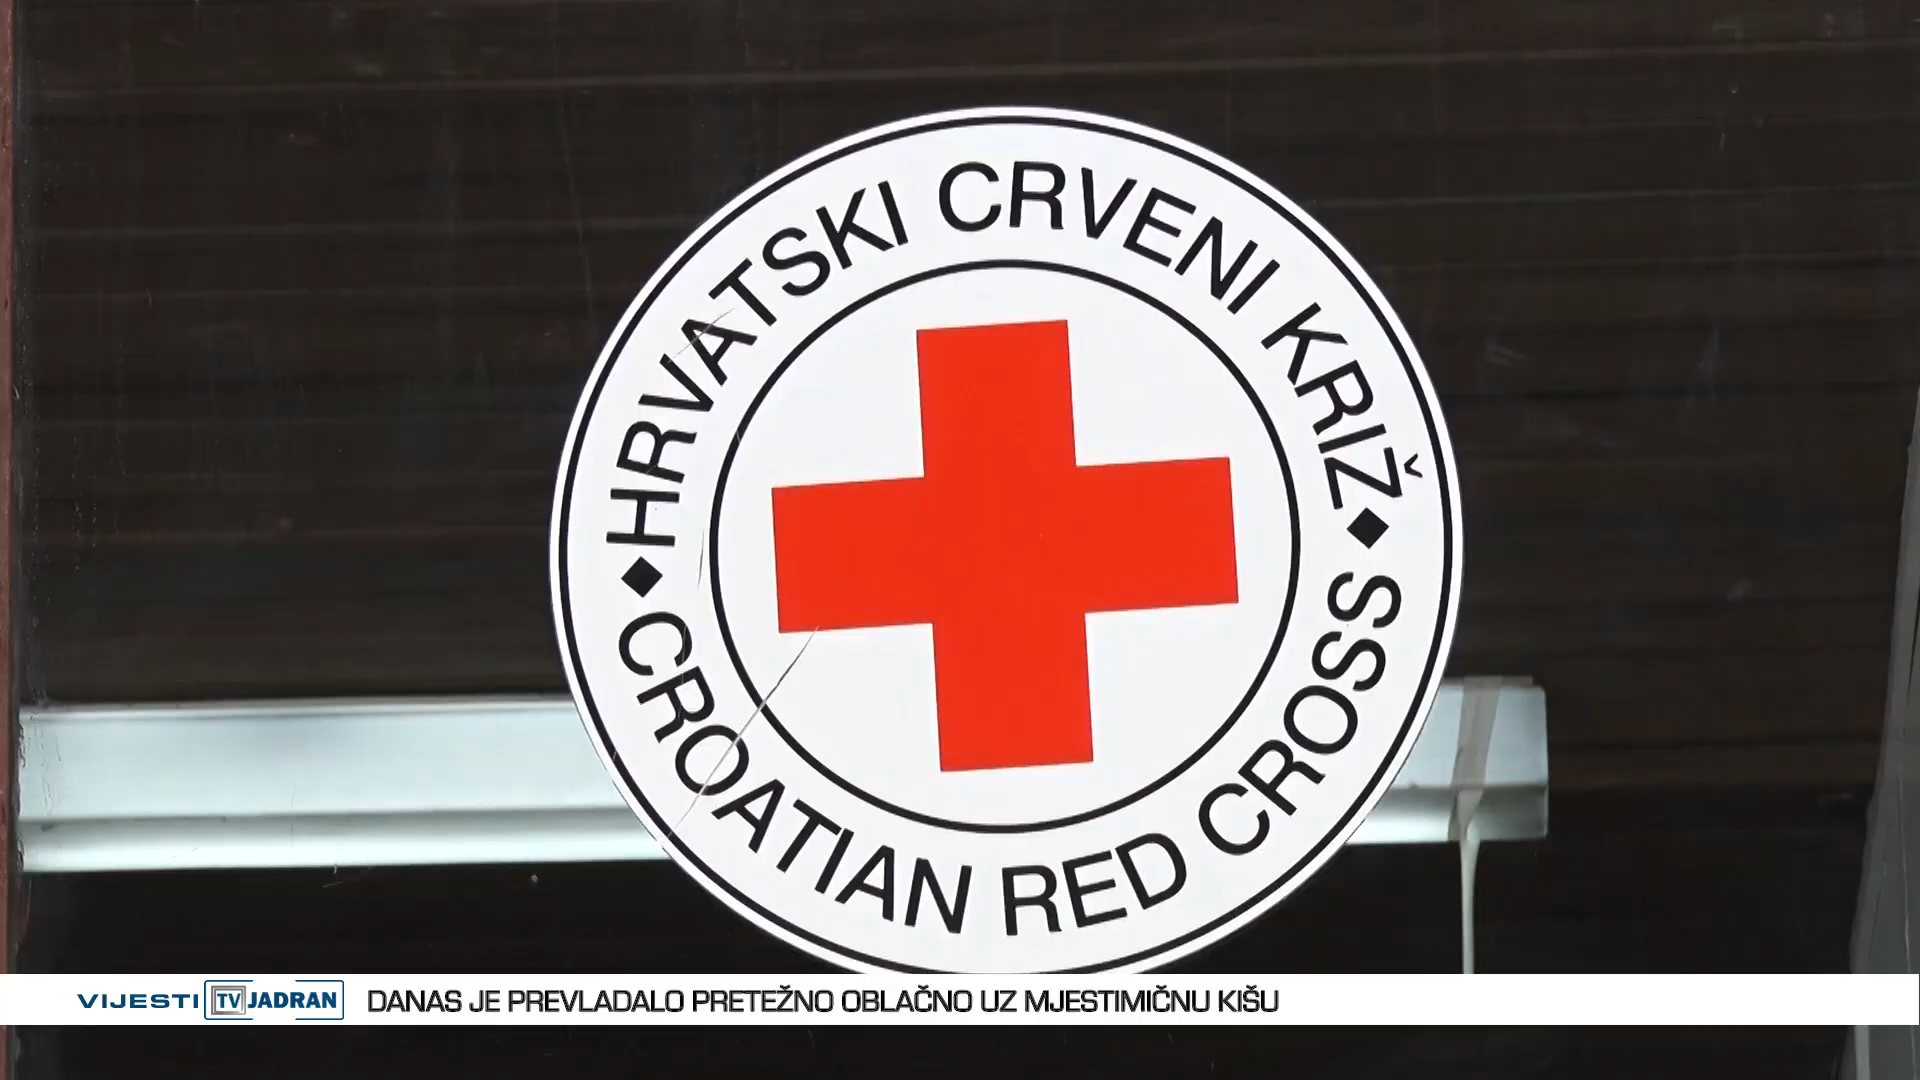 HRVATSKI CRVENI KRIŽ
CROATIAN RED CROSS
VIJESTI TV JADRAN DANAS JE PREVLADALO PRETEŽNO OBLAČNO UZ MJESTIMIČNU KIŠU